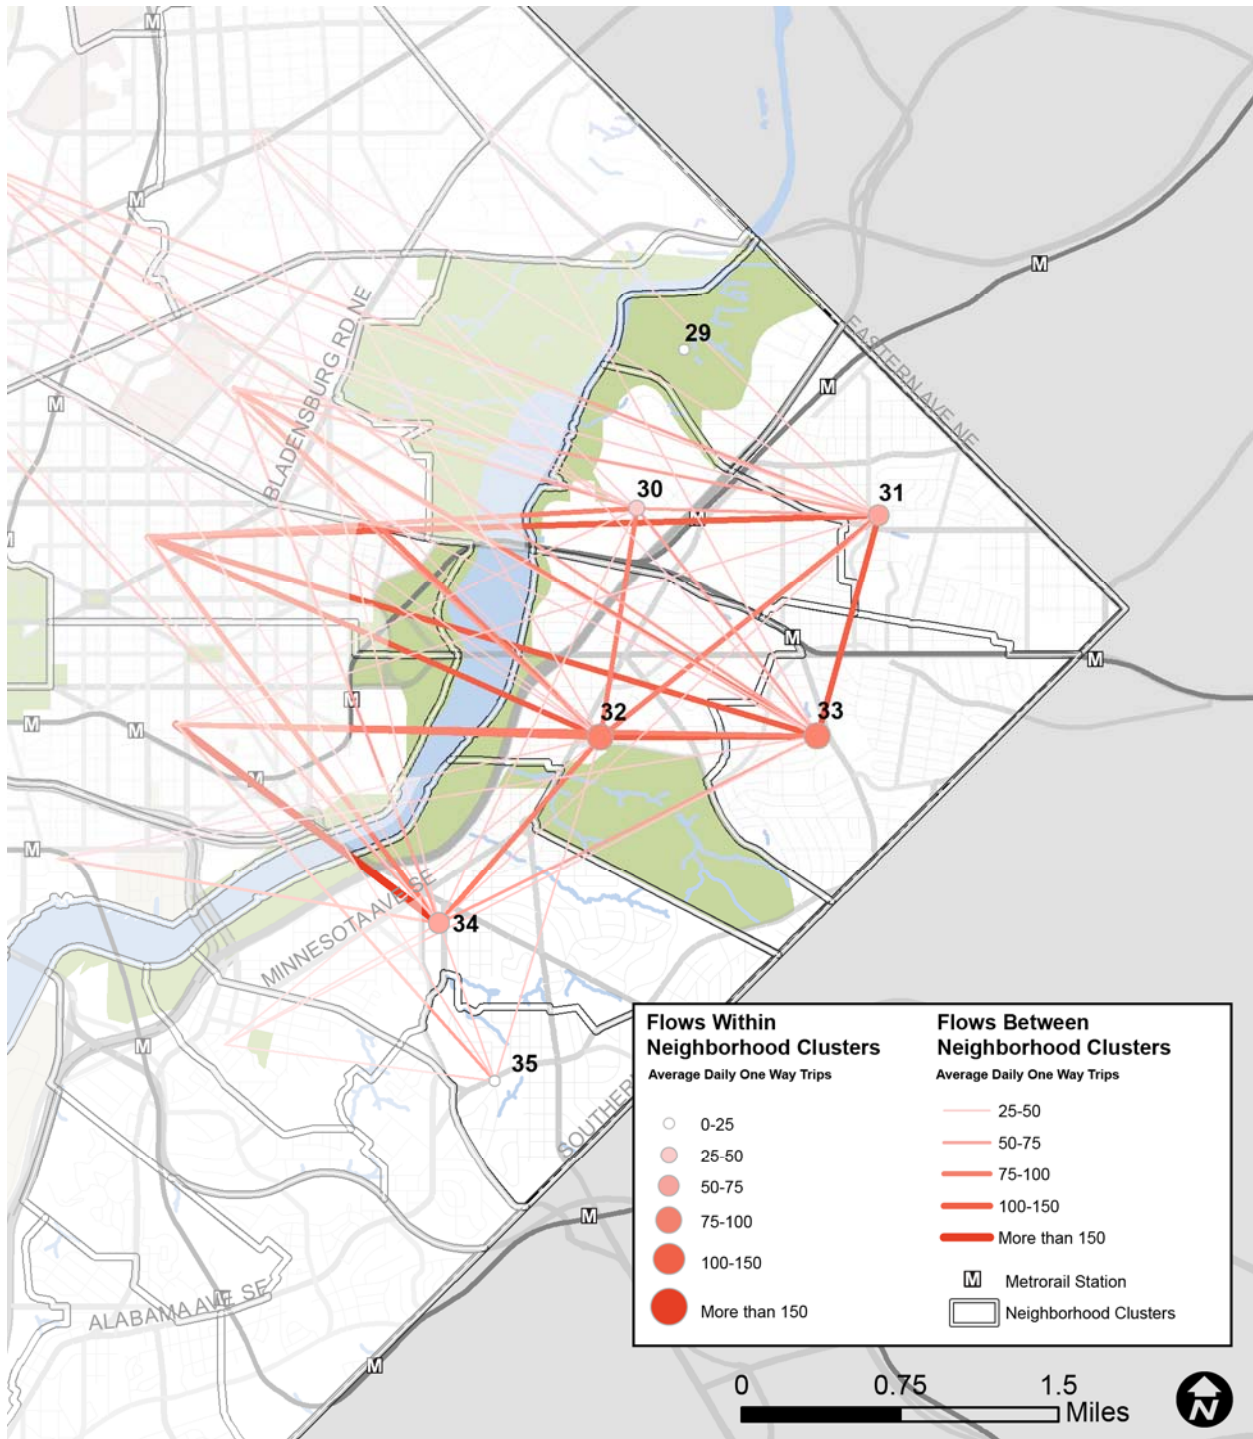 M
M
BLADENSBURG RD NE
M
M
29
EASTERN AVE NE
M
M
30
31
M
M
M
M
32
33
M
M
M
M
M
34
MINNESOTA AVE SE
35
M
M
M
ALABAMA AVE SE
M
Flows Within
Neighborhood Clusters
Average Daily One Way Trips
0-25
25-50
50-75
75-100
100-150
More than 150
Flows Between
Neighborhood Clusters
Average Daily One Way Trips
25-50
50-75
75-100
100-150
More than 150
M Metrorail Station
Neighborhood Clusters
0 0.75 1.5
Miles
N